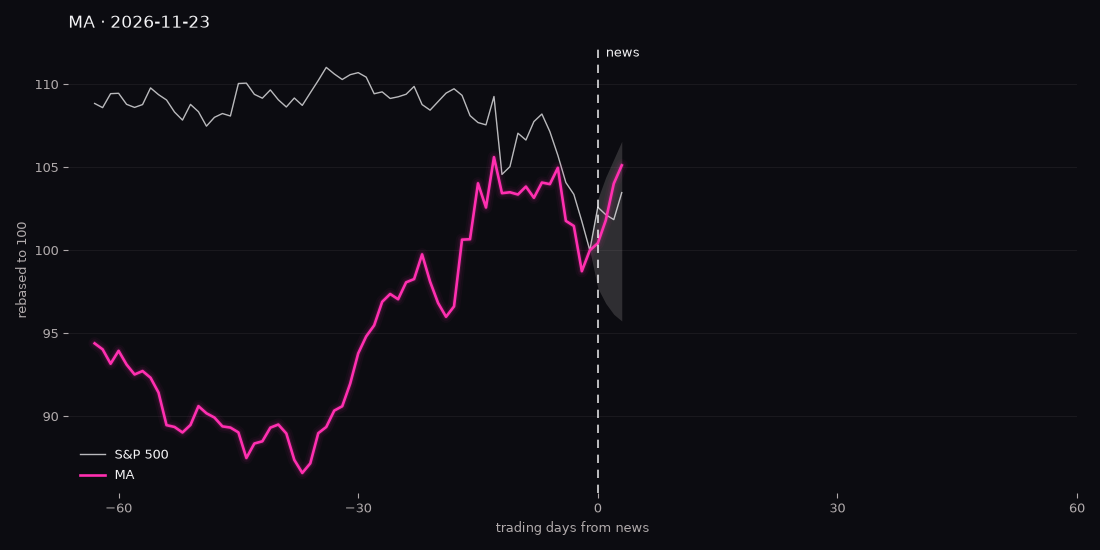 MA · 2026-11-23
news
110
105
100
95
90
rebased to 100
S&P 500
MA
−60
−30
0
30
60
trading days from news